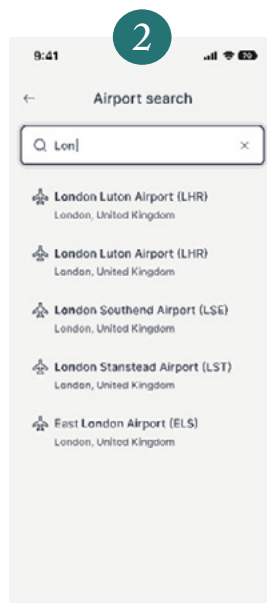 2
9:41
70
Airport search
Lon
London Luton Airport (LHR)
London, United Kingdom
London Luton Airport (LHR)
London, United Kingdom
London Southend Airport (LSE)
London, United Kingdom
London Stanstead Airport (LST)
London, United Kingdom
East London Airport (ELS)
London, United Kingdom